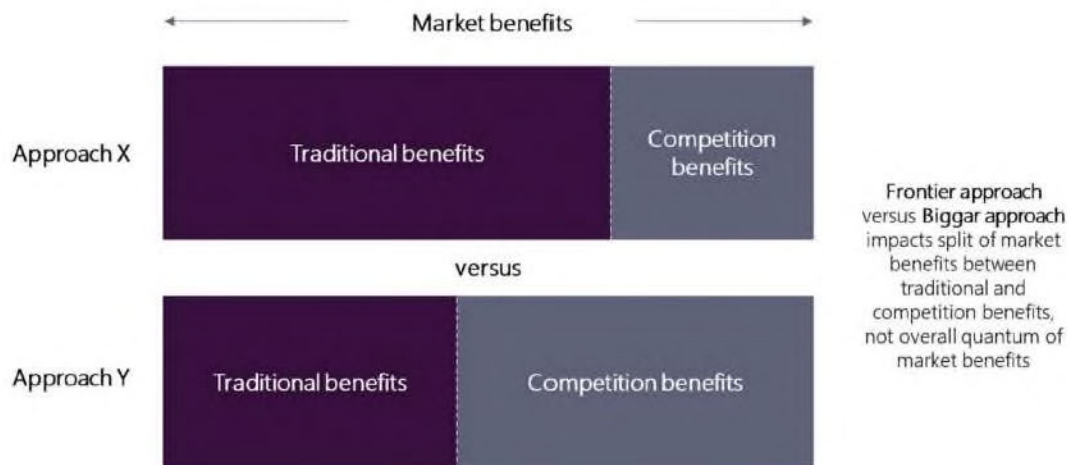 Market benefits
Approach X
Traditional benefits
Competition
benefits
versus
Approach Y
Traditional benefits
Competition benefits
Frontier approach
versus Biggar approach
impacts split of market
benefits between
traditional and
competition benefits,
not overall quantum of
market benefits